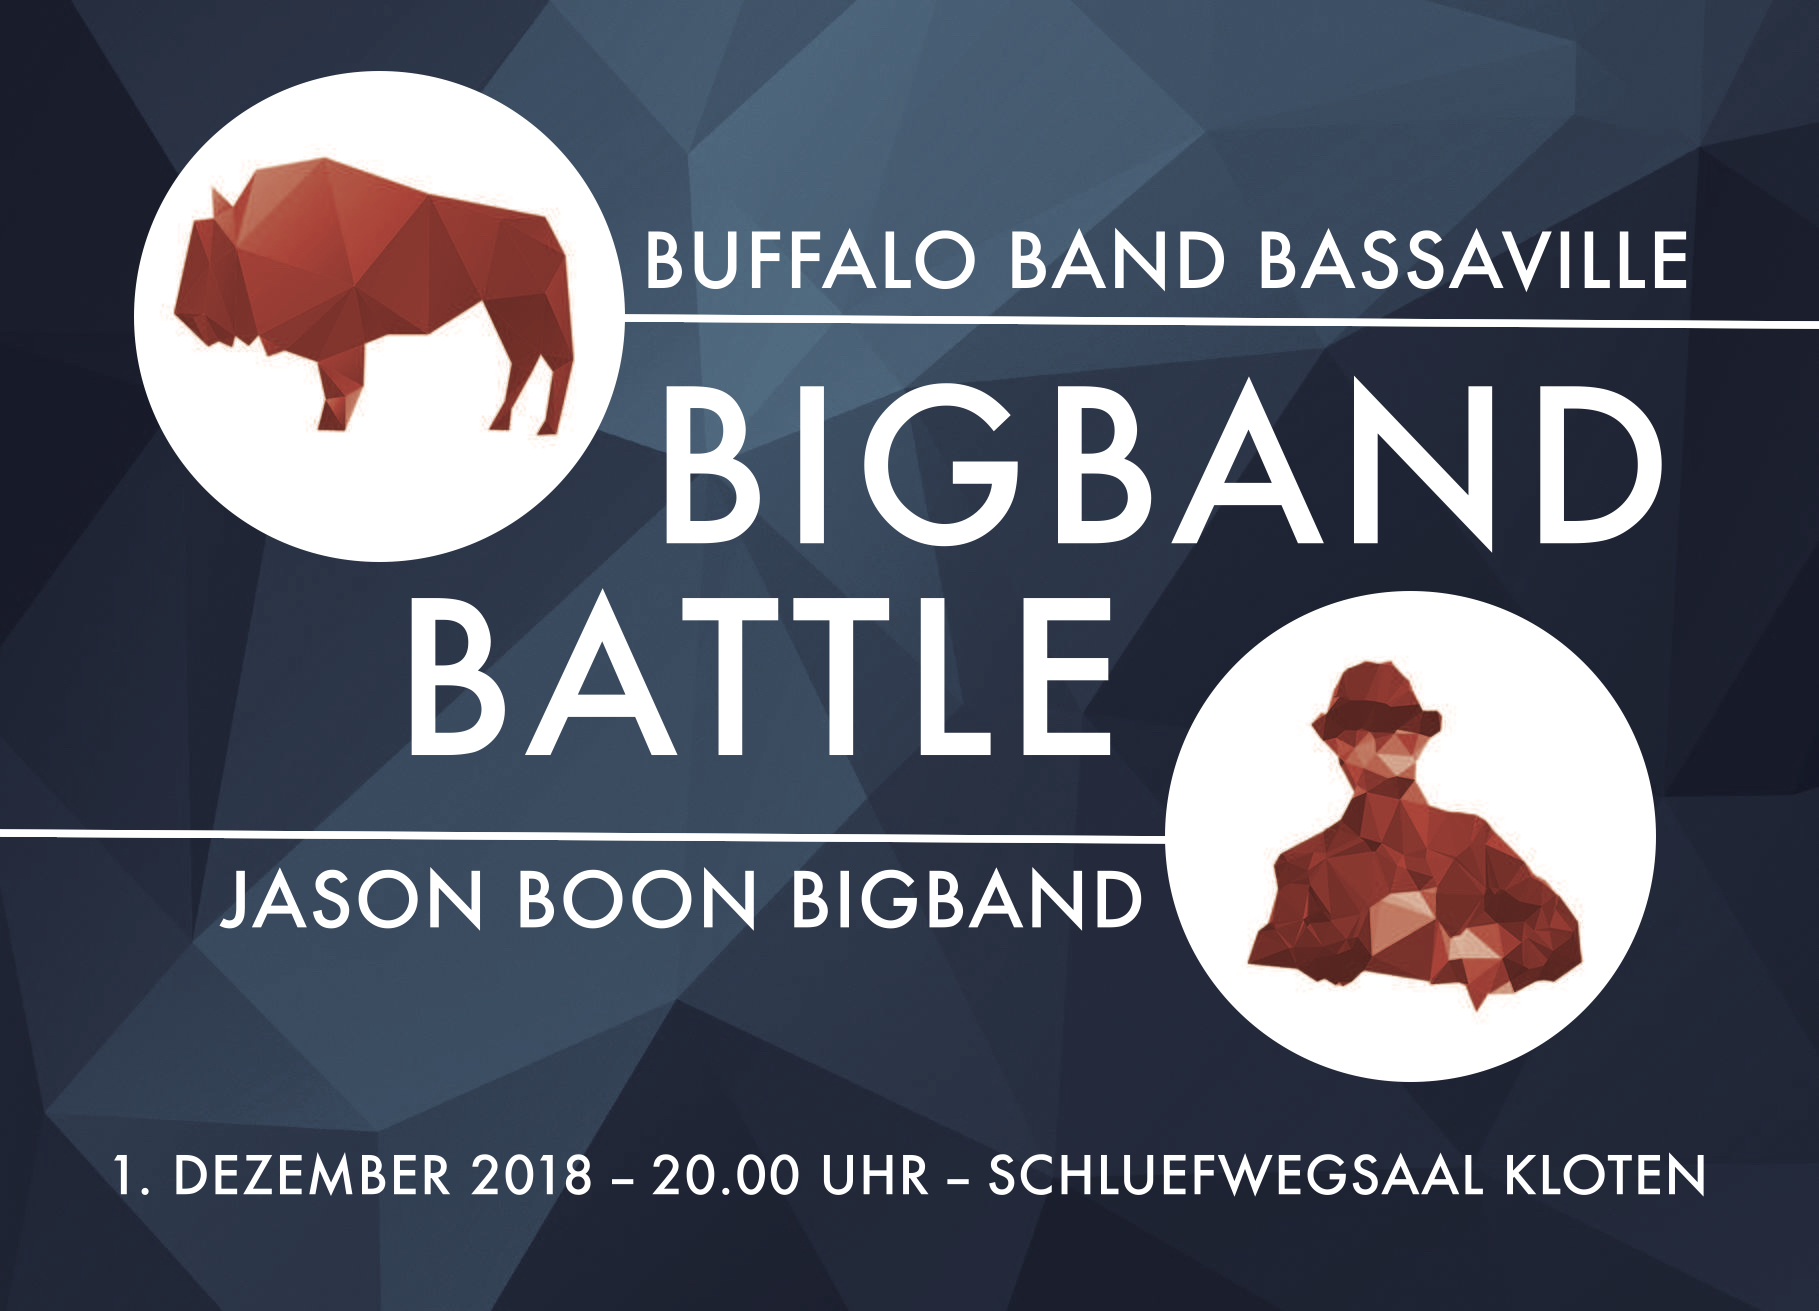 BUFFALO BAND BASSAVILLE
BIGBAND
BATTLE
JASON BOON BIGBAND
1. DEZEMBER 2018 – 20.00 UHR – SCHLUEFWEGSAAL KLOTEN